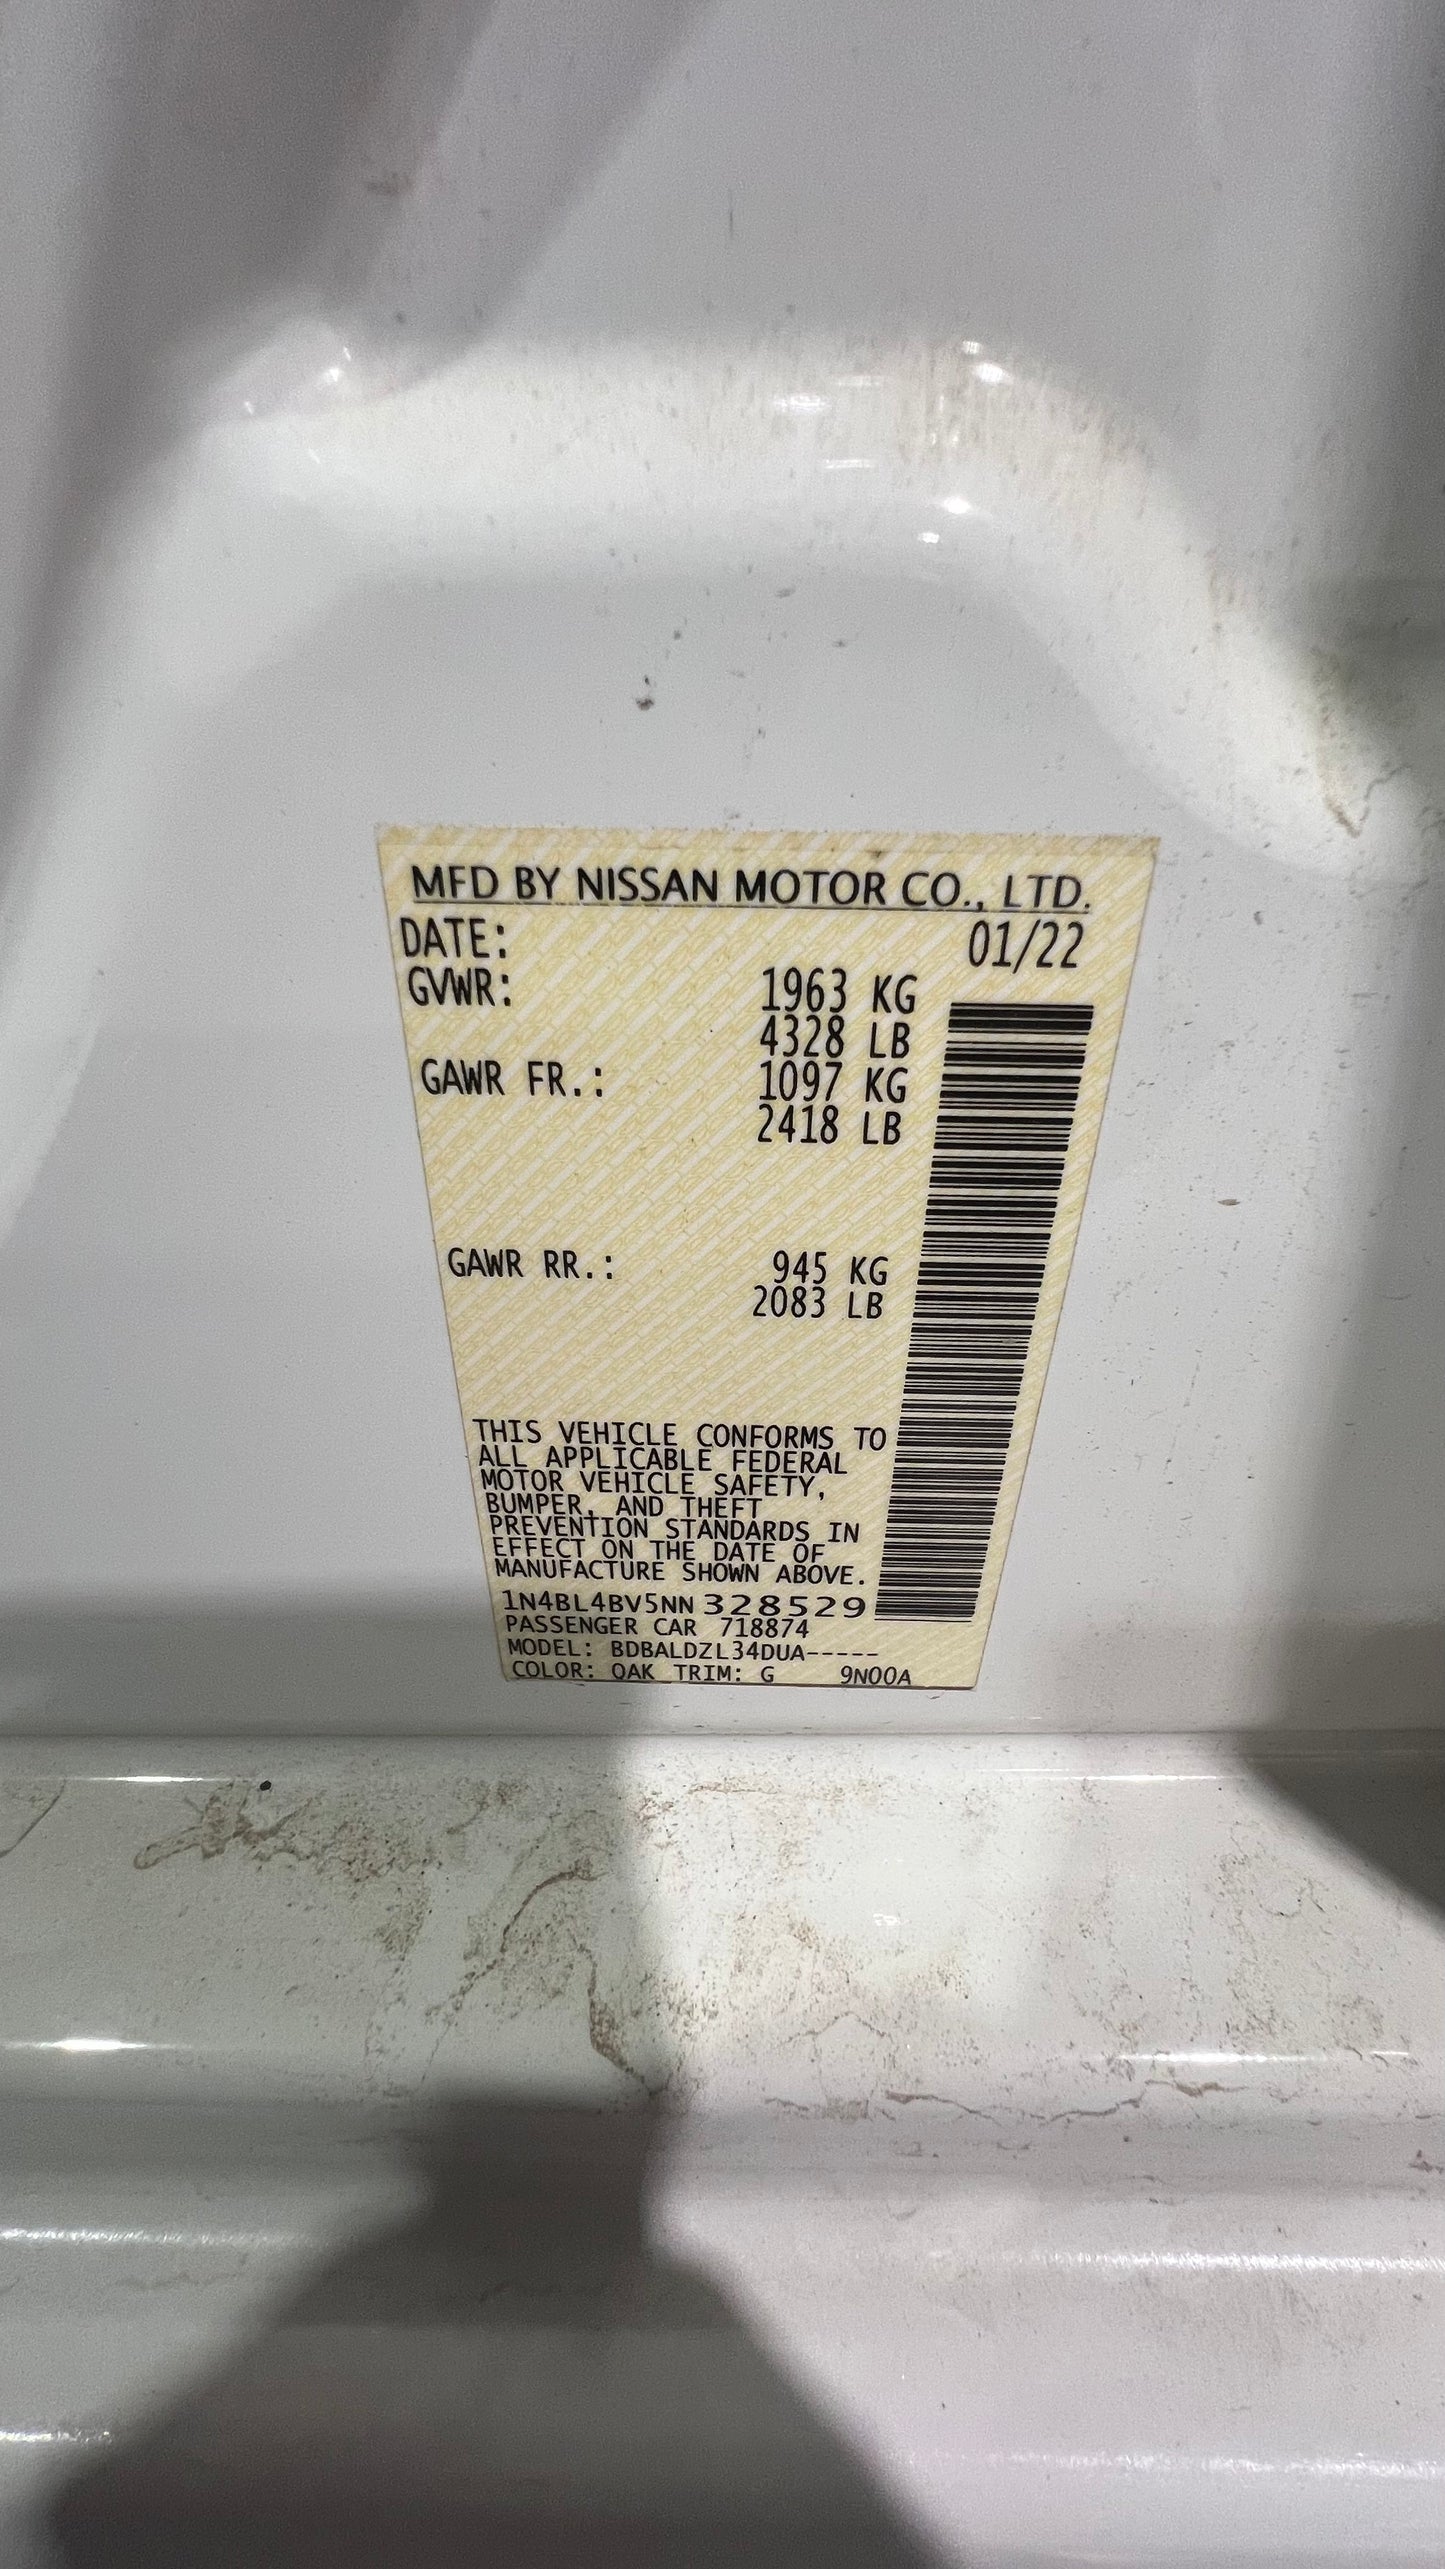 MFD BY NISSAN MOTOR CO., LTD.
DATE: 01/22
GVWR: 1963 KG
4328 LB
GAWR FR.: 1097 KG
2418 LB
GAWR RR.: 945 KG
2083 LB
THIS VEHICLE CONFORMS TO
ALL APPLICABLE FEDERAL
MOTOR VEHICLE SAFETY,
BUMPER, AND THEFT
PREVENTION STANDARDS IN
EFFECT ON THE DATE OF
MANUFACTURE SHOWN ABOVE.
1N4BL4BV5NN328529
PASSENGER CAR 718874
MODEL: BDBALDZL34DUA-----
COLOR: QAK TRIM: G 9N00A